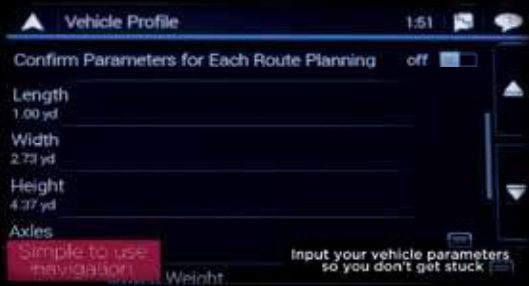 Vehicle Profile 1:51
Confirm Parameters for Each Route Planning off
Length
1.00 yd
Width
2.73 yd
Height
4.37 yd
Axles
Simple to use
navigation
Weight
Input your vehicle parameters
so you don't get stuck